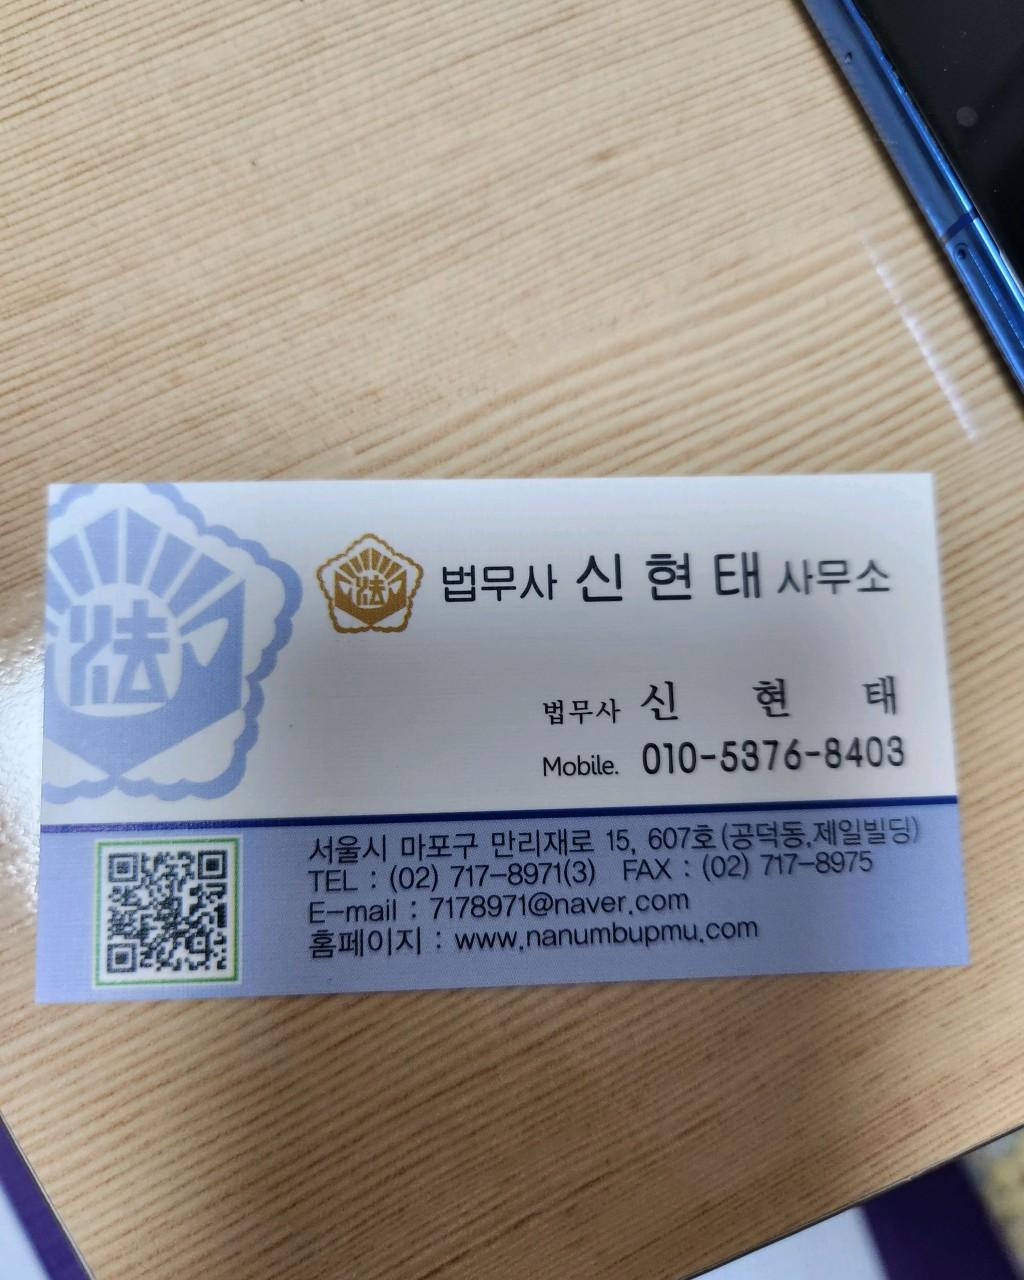 법무사 신현태 사무소
법무사 신 현 태
Mobile. 010-5376-8403
서울시 마포구 만리재로 15, 607호(공덕동,제일빌딩)
TEL : (02) 717-8971(3) FAX : (02) 717-8975
E-mail : 7178971@naver.com
홈페이지 : www.nanumbupmu.com
法
法